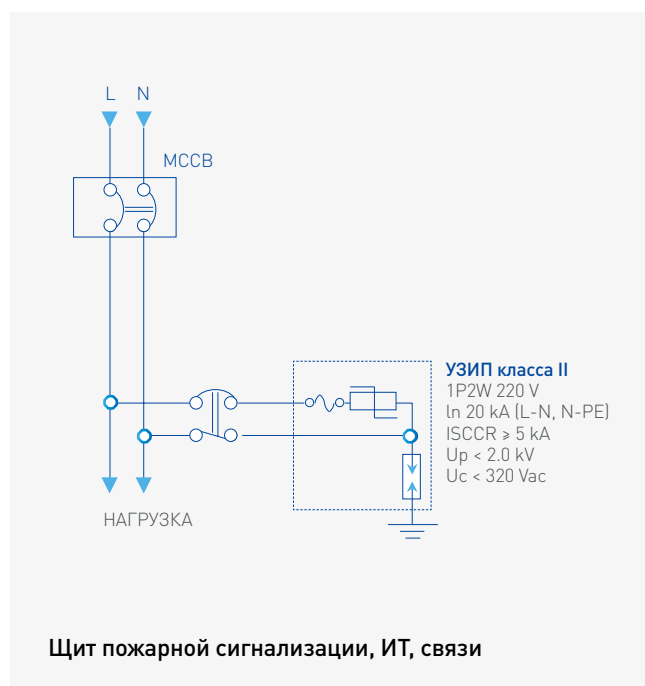 L N
MCCB
УЗИП класса II
1P2W 220 V
ln 20 kA (L-N, N-PE)
ISCCR ⩾ 5 kA
Up < 2.0 kV
Uc < 320 Vac
НАГРУЗКА
Щит пожарной сигнализации, ИТ, связи